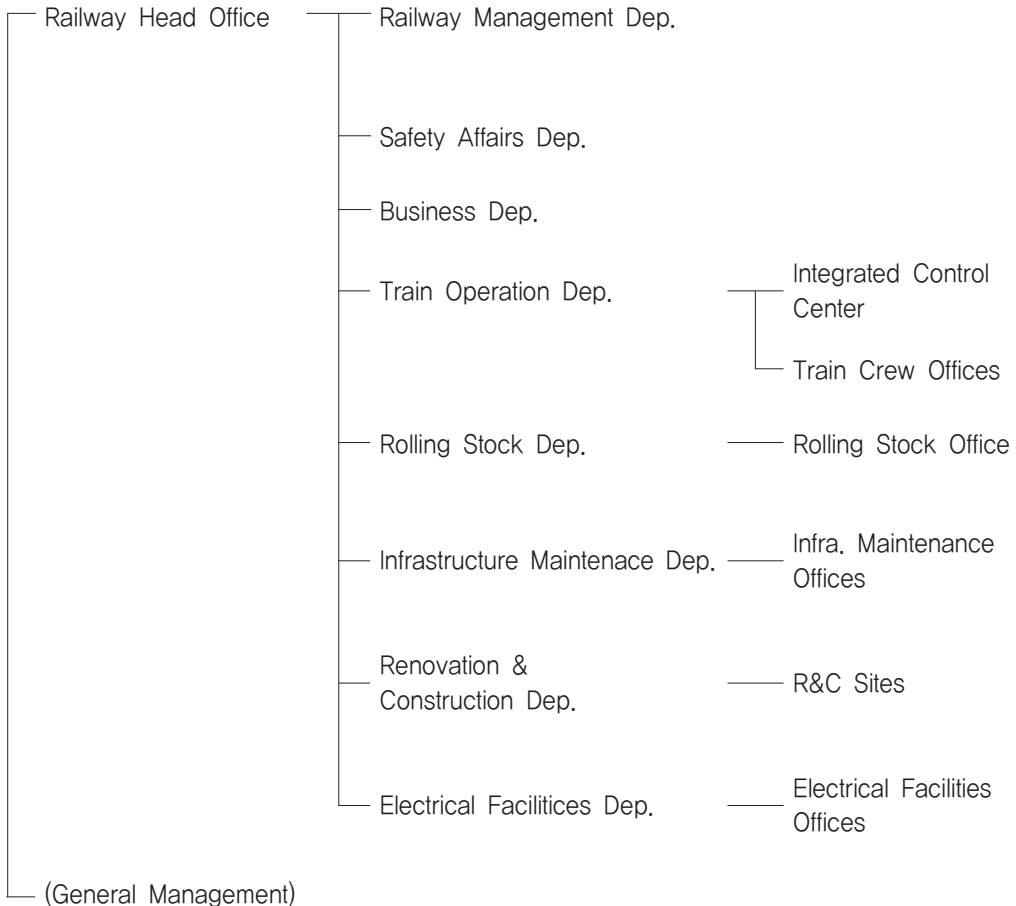 Railway Head Office
Railway Management Dep.
Safety Affairs Dep.
Business Dep.
Train Operation Dep.
Integrated Control
Center
Train Crew Offices
Rolling Stock Dep.
Rolling Stock Office
Infrastructure Maintenace Dep.
Infra. Maintenance
Offices
Renovation &
Construction Dep.
R&C Sites
Electrical Facilitices Dep.
Electrical Facilities
Offices
(General Management)